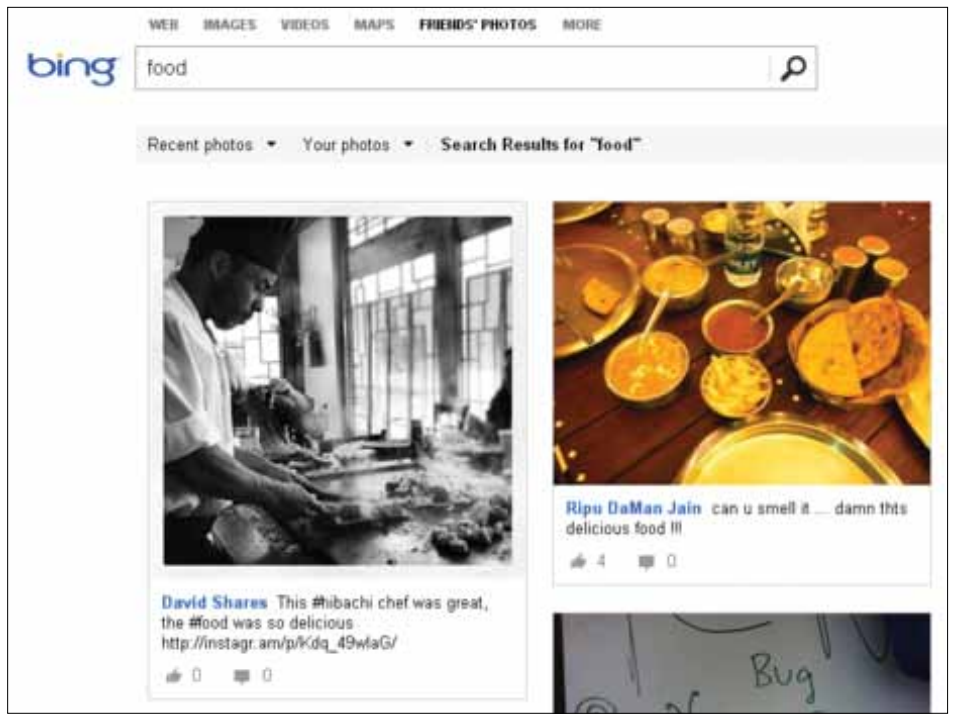 WEB IMAGES VIDEOS MAPS FRIENDS' PHOTOS MORE
bing
food
Recent photos Your photos Search Results for "food"
David Shares This #hibachi chef was great,
the #food was so delicious
http://instagr.am/p/Kdq_49wlaG/
0 0
Ripu DaMan Jain can u smell it .... damn thts
delicious food !!!
4 0
Bug